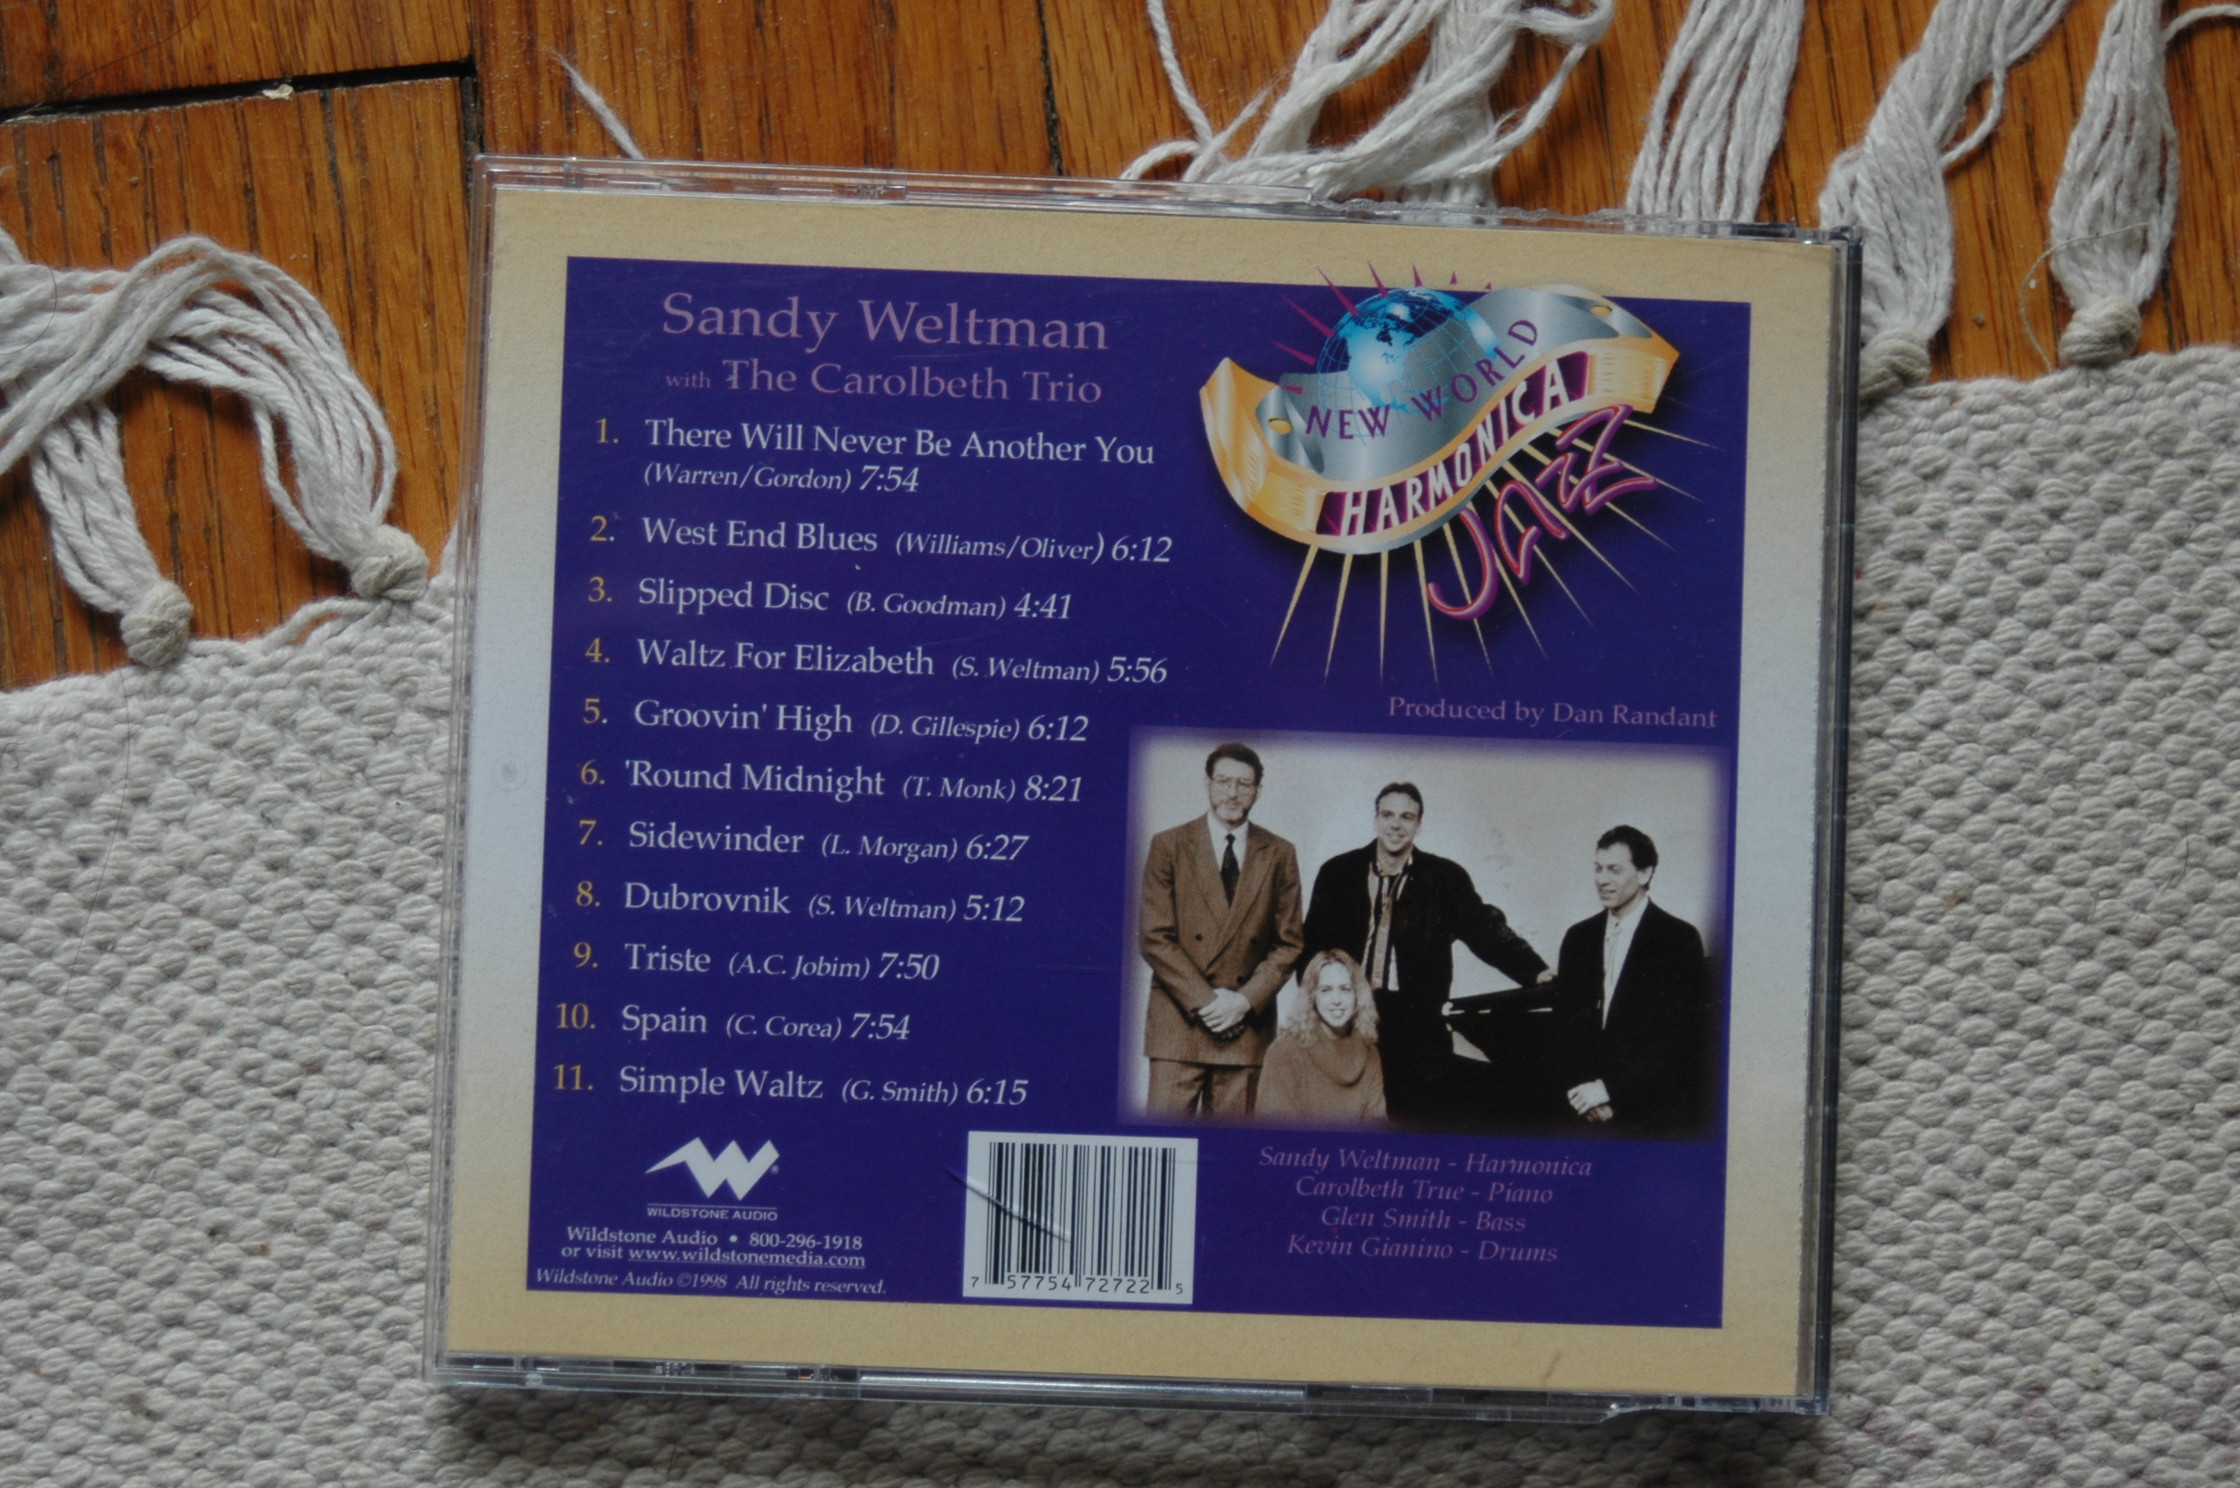 Sandy Weltman
with The Carolbeth Trio
1. There Will Never Be Another You
(Warren/Gordon) 7:54
2. West End Blues (Williams/Oliver) 6:12
3. Slipped Disc (B. Goodman) 4:41
4. Waltz For Elizabeth (S. Weltman) 5:56
5. Groovin' High (D. Gillespie) 6:12
6. 'Round Midnight (T. Monk) 8:21
7. Sidewinder (L. Morgan) 6:27
8. Dubrovnik (S. Weltman) 5:12
9. Triste (A.C. Jobim) 7:50
10. Spain (C. Corea) 7:54
11. Simple Waltz (G. Smith) 6:15
NEW WORLD
HARMONICA
JAZZ
Produced by Dan Randant
Sandy Weltman - Harmonica
Carolbeth True - Piano
Glen Smith - Bass
Kevin Gianino - Drums
W®
WILDSTONE AUDIO
Wildstone Audio • 800-296-1918
or visit www.wildstonemedia.com
Wildstone Audio ©1998 All rights reserved.
7 57754 72722 5